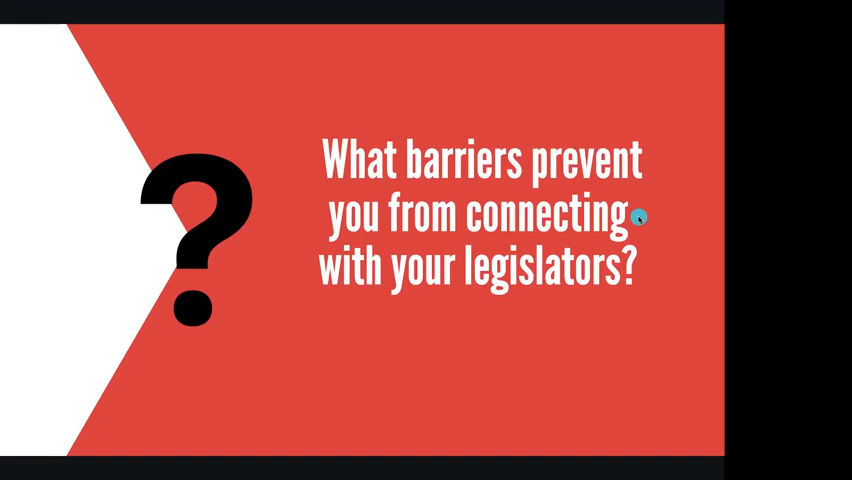 ?
What barriers prevent
you from connecting
with your legislators?